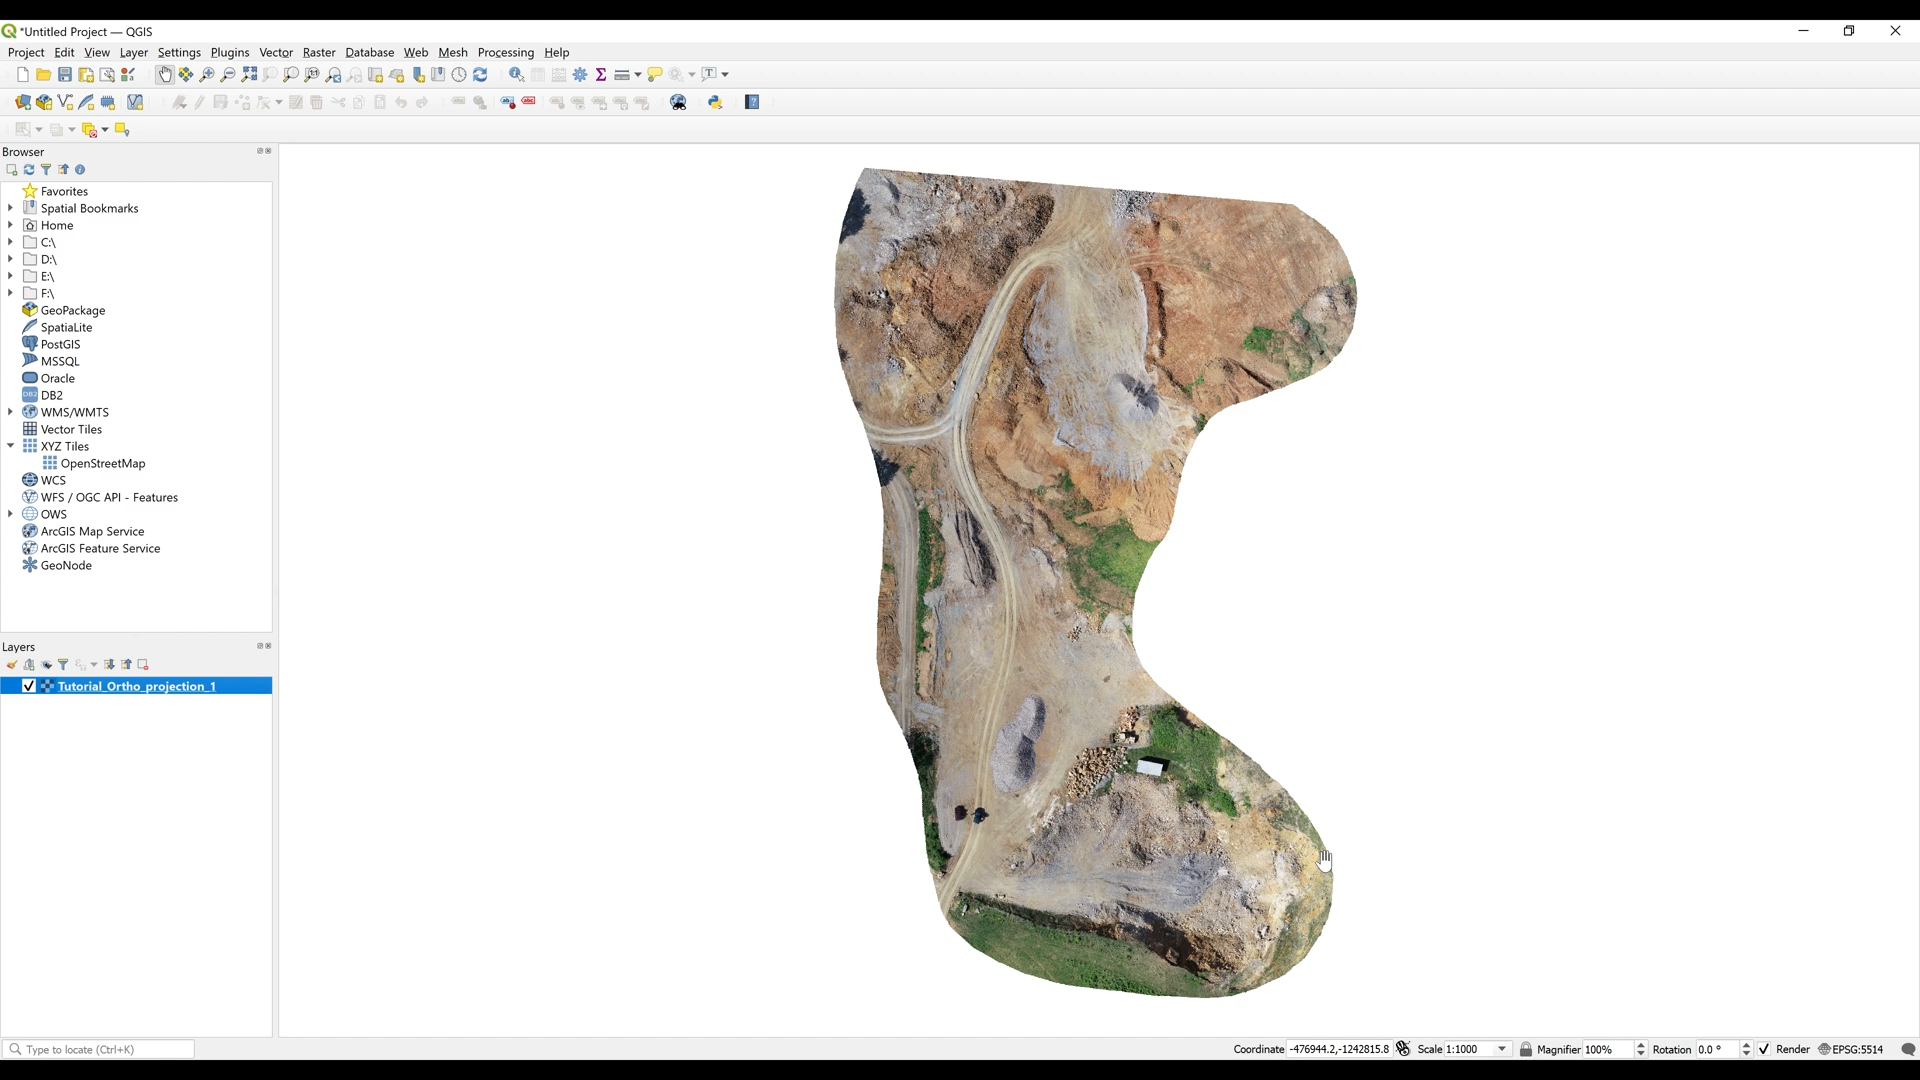 *Untitled Project — QGIS
Project Edit View Layer Settings Plugins Vector Raster Database Web Mesh Processing Help
Browser
Favorites
Spatial Bookmarks
Home
C:\
D:\
E:\
F:\
GeoPackage
SpatiaLite
PostGIS
MSSQL
Oracle
DB2
WMS/WMTS
Vector Tiles
XYZ Tiles
OpenStreetMap
WCS
WFS / OGC API - Features
OWS
ArcGIS Map Service
ArcGIS Feature Service
GeoNode
Layers
Tutorial_Ortho_projection_1
Type to locate (Ctrl+K) Coordinate -476944.2,-1242815.8 Scale 1:1000 Magnifier 100% Rotation 0.0 ° Render EPSG:5514